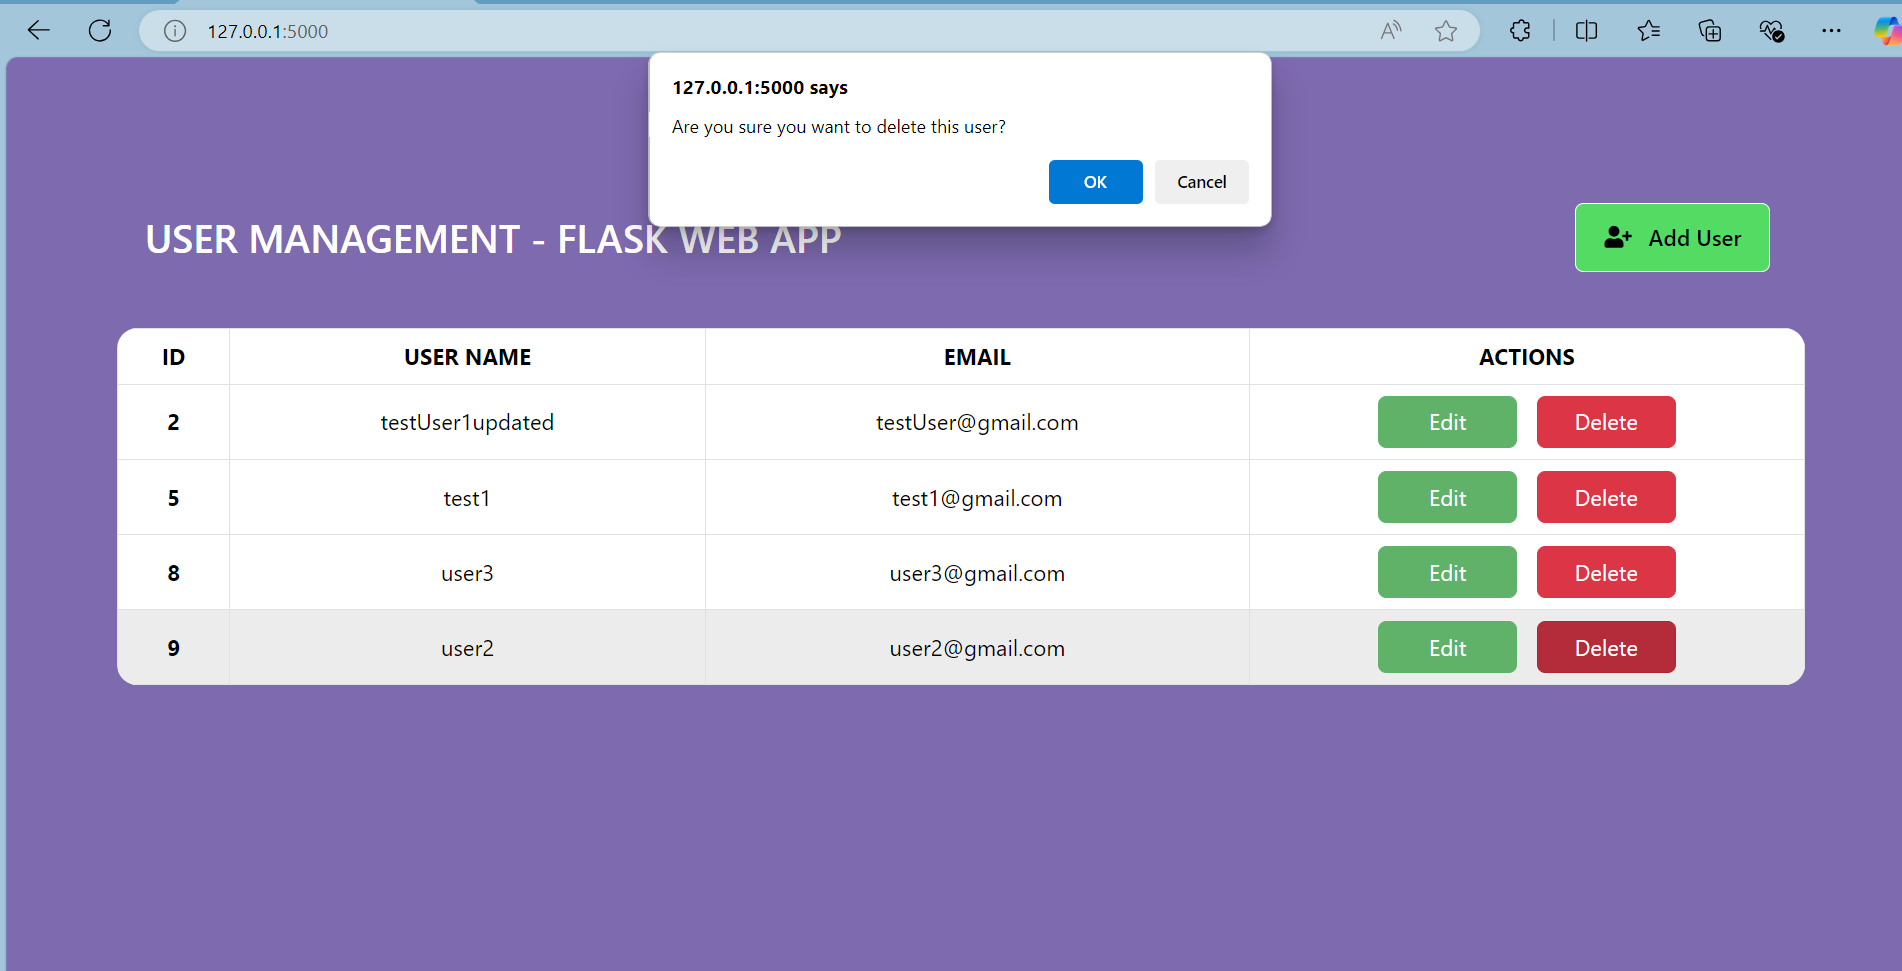 127.0.0.1:5000
127.0.0.1:5000 says
Are you sure you want to delete this user?
OK Cancel
USER MANAGEMENT - FLASK WEB APP
Add User
ID USER NAME EMAIL ACTIONS
2 testUser1updated testUser@gmail.com Edit Delete
5 test1 test1@gmail.com Edit Delete
8 user3 user3@gmail.com Edit Delete
9 user2 user2@gmail.com Edit Delete